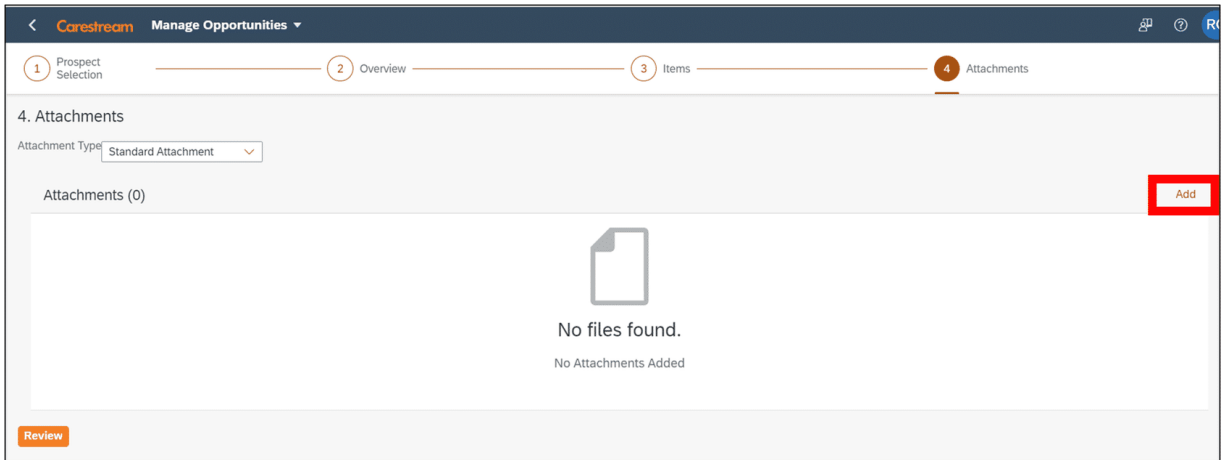 Carestream Manage Opportunities
RO
1 Prospect Selection
2 Overview
3 Items
4 Attachments
4. Attachments
Attachment Type Standard Attachment
Attachments (0) Add
No files found.
No Attachments Added
Review